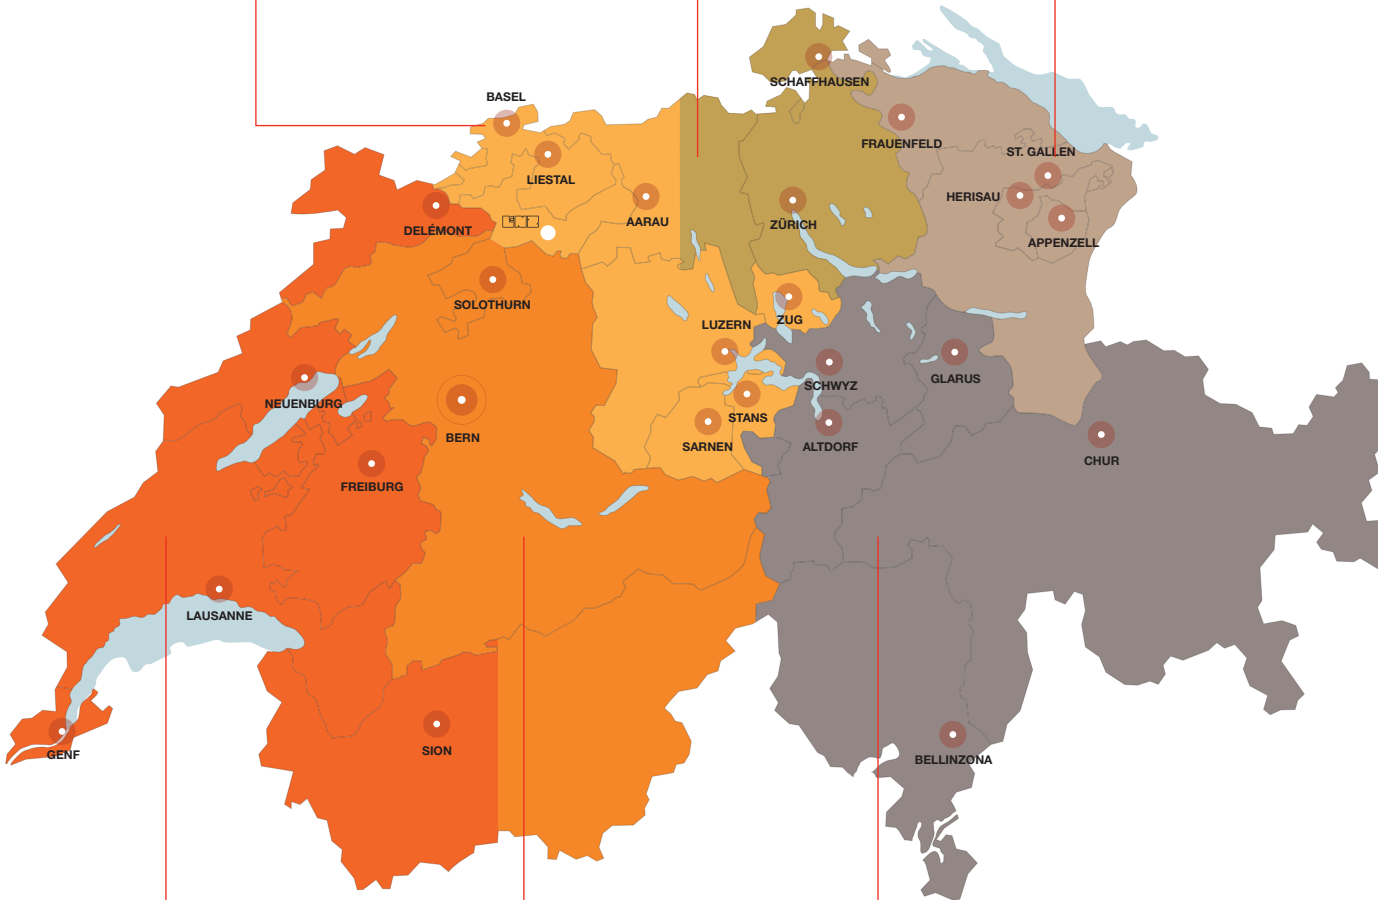 SCHAFFHAUSEN
BASEL
FRAUENFELD
ST. GALLEN
LIESTAL
HERISAU
AARAU
ZÜRICH
DELÉMONT
APPENZELL
SOLOTHURN
ZUG
LUZERN
GLARUS
SCHWYZ
NEUENBURG
STANS
BERN
SARNEN
ALTDORF
CHUR
FREIBURG
LAUSANNE
SION
GENF
BELLINZONA